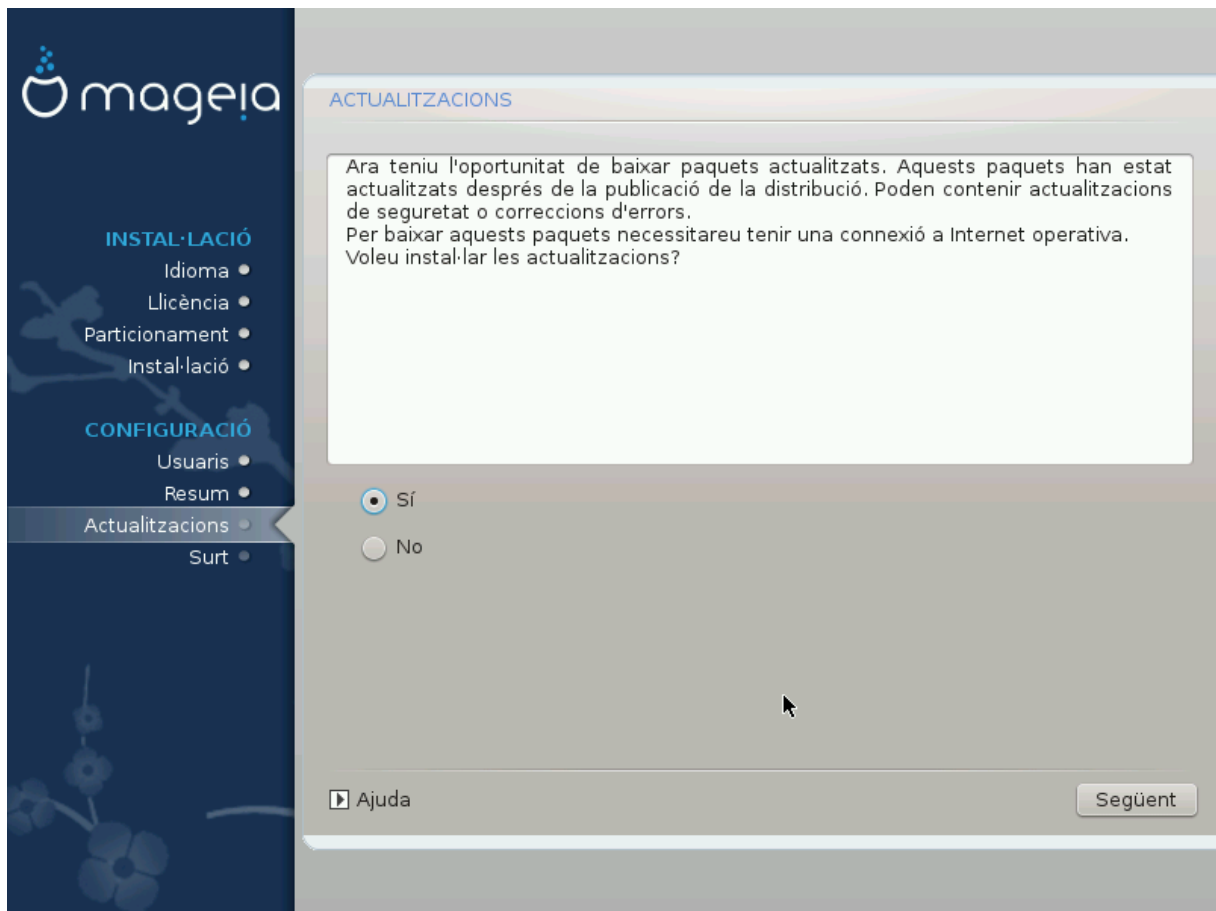 mageia
INSTAL·LACIÓ
Idioma
Llicència
Particionament
Instal·lació
CONFIGURACIÓ
Usuaris
Resum
Actualitzacions
Surt
ACTUALITZACIONS
Ara teniu l'oportunitat de baixar paquets actualitzats. Aquests paquets han estat
actualitzats després de la publicació de la distribució. Poden contenir actualitzacions
de seguretat o correccions d'errors.
Per baixar aquests paquets necessitareu tenir una connexió a Internet operativa.
Voleu instal·lar les actualitzacions?
Sí
No
Ajuda
Següent